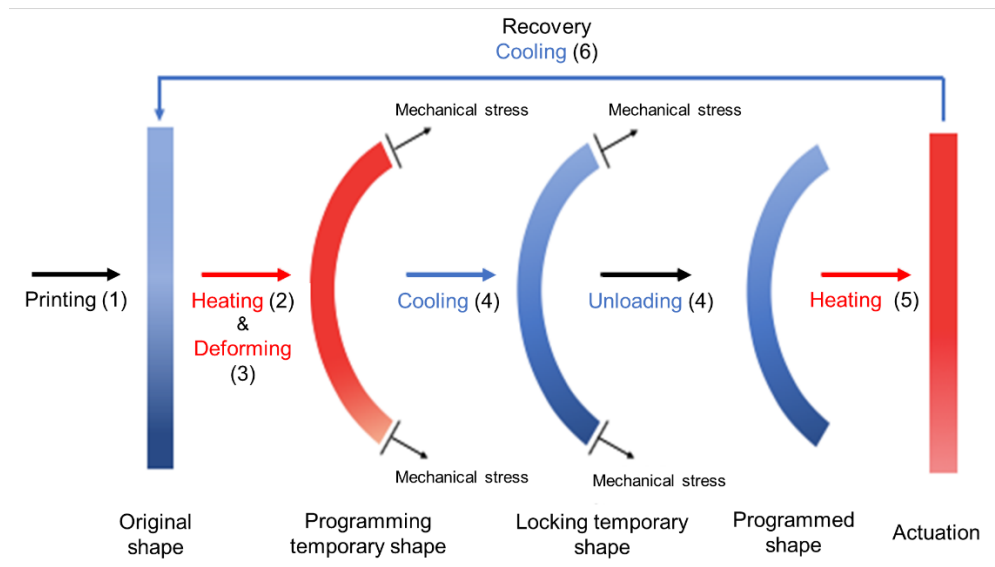 Recovery
Cooling (6)
Mechanical stress
Mechanical stress
Printing (1)
Heating (2)
&
Deforming
(3)
Cooling (4)
Unloading (4)
Heating (5)
Mechanical stress
Mechanical stress
Original
shape
Programming
temporary shape
Locking temporary
shape
Programmed
shape
Actuation